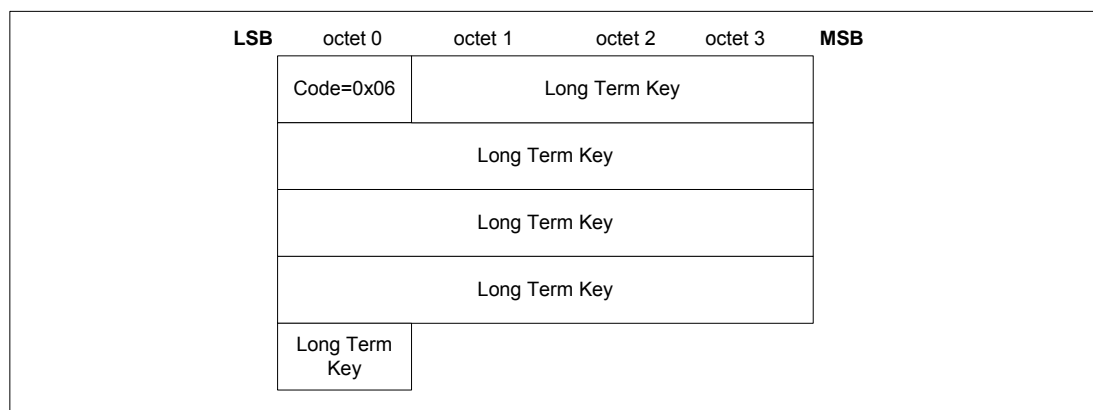 LSB octet 0 octet 1 octet 2 octet 3 MSB
Code=0x06 Long Term Key
Long Term Key
Long Term Key
Long Term Key
Long Term
Key